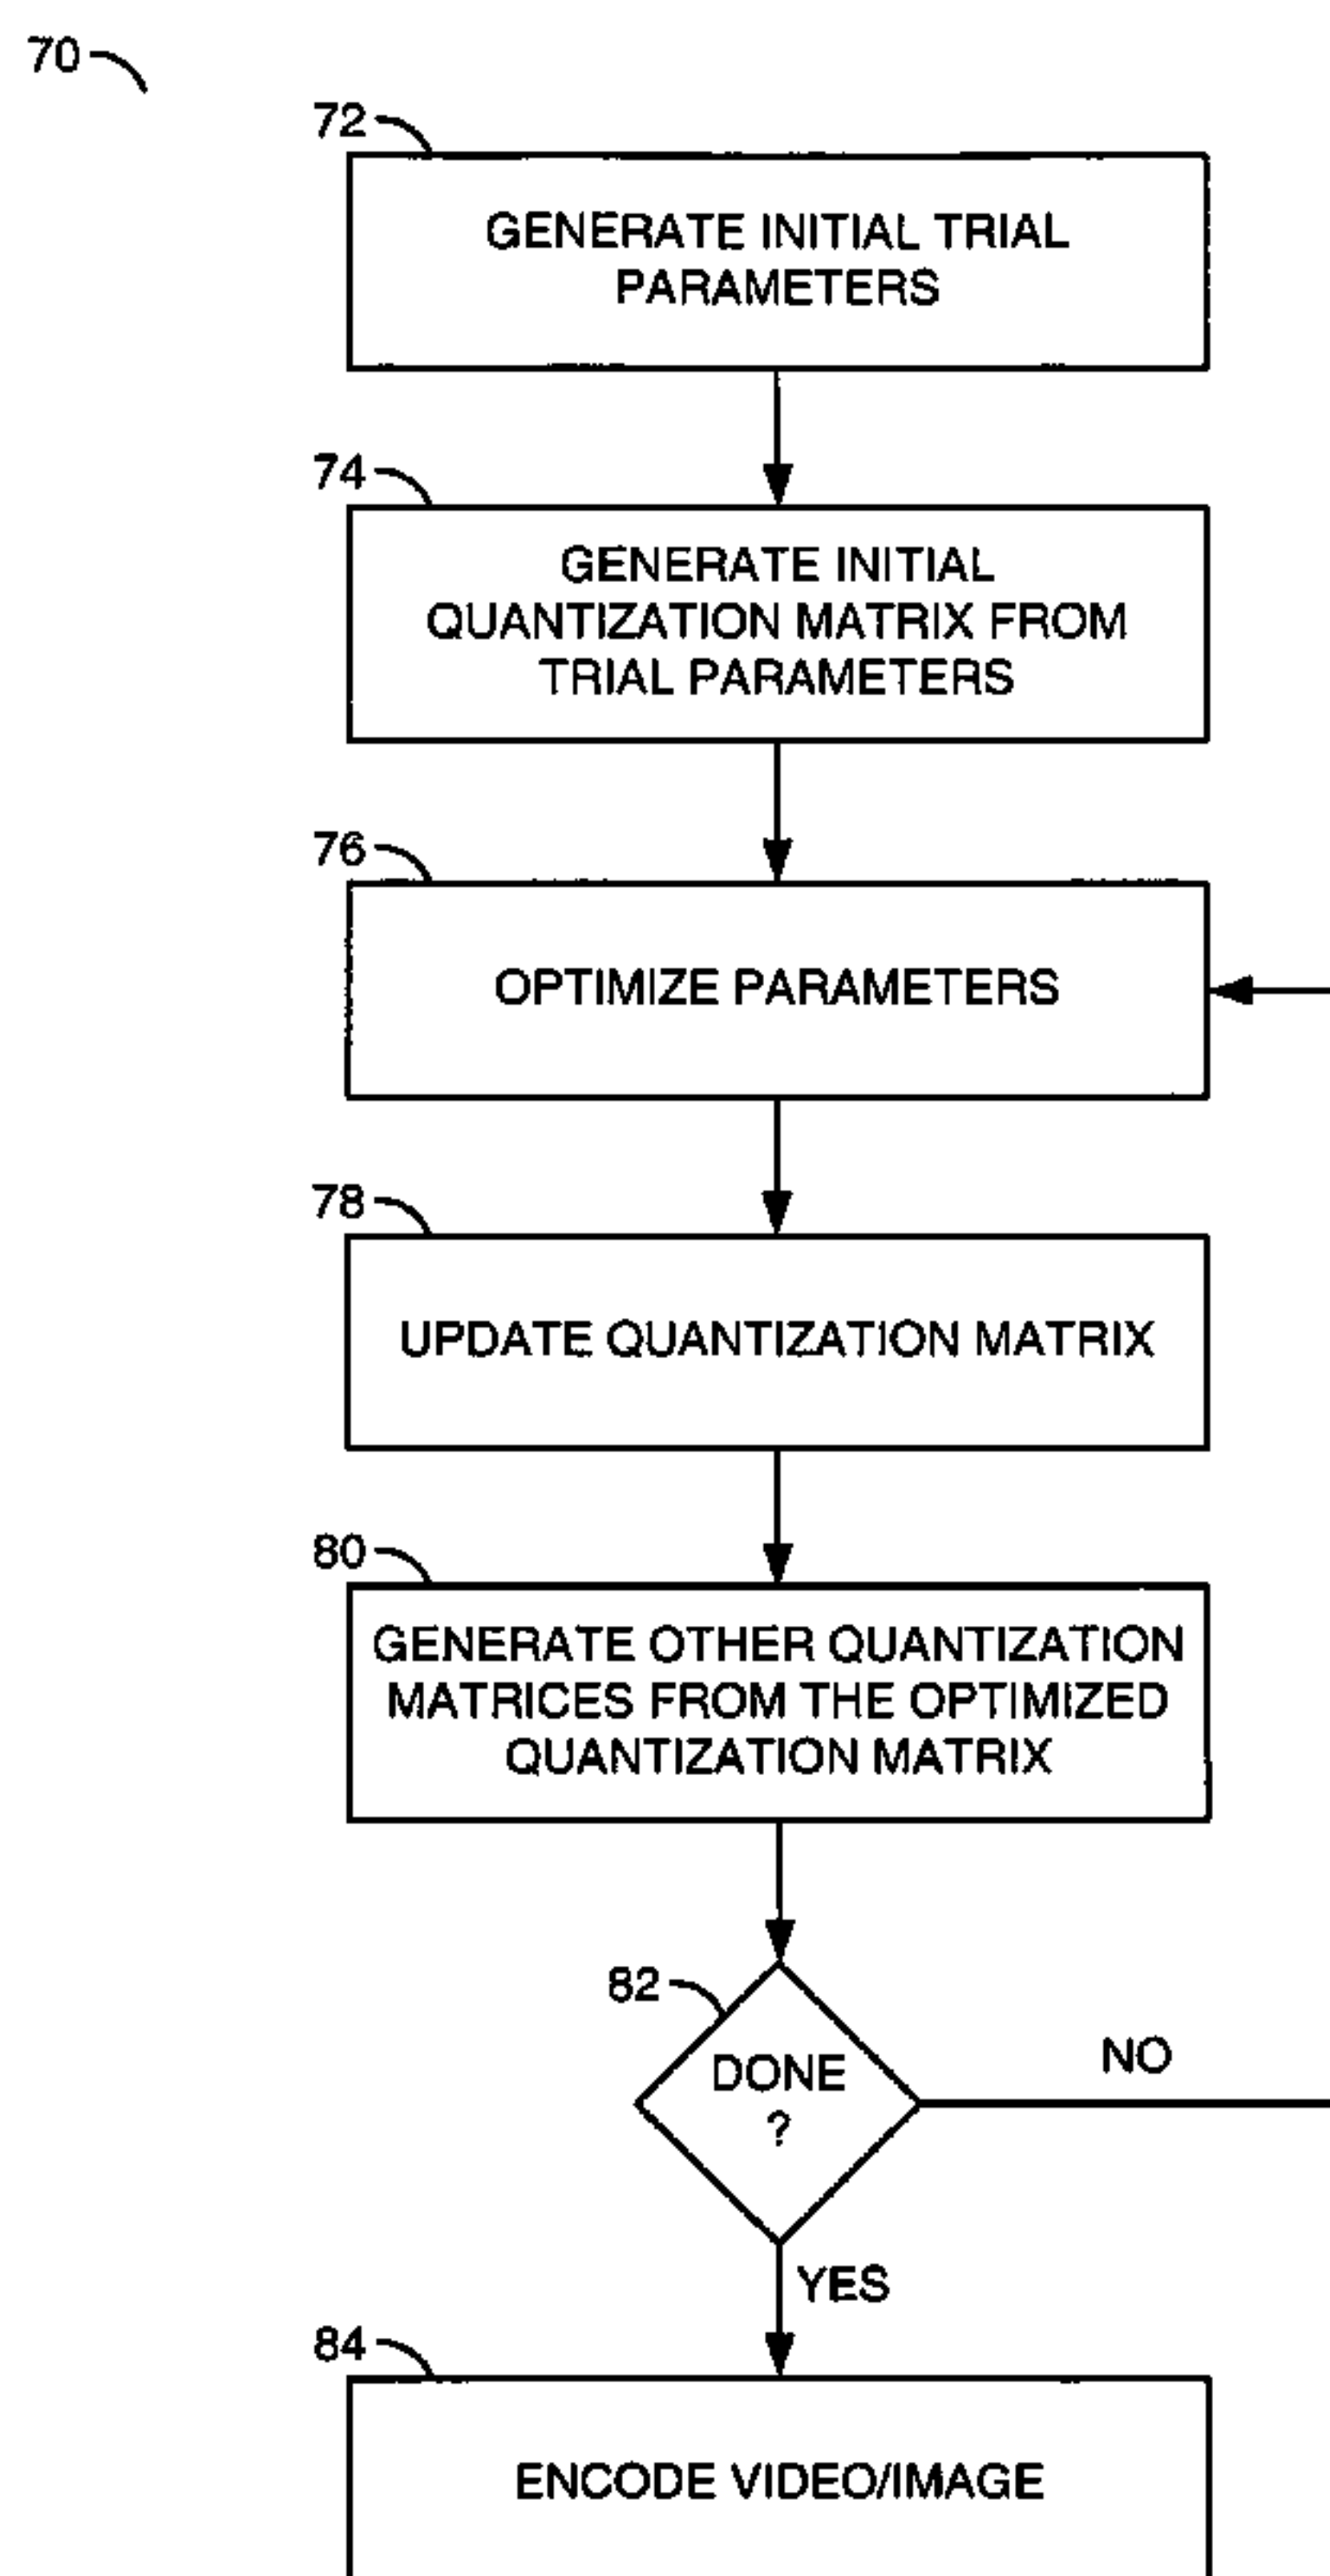 70
72
GENERATE INITIAL TRIAL
PARAMETERS
74
GENERATE INITIAL
QUANTIZATION MATRIX FROM
TRIAL PARAMETERS
76
OPTIMIZE PARAMETERS
78
UPDATE QUANTIZATION MATRIX
80
GENERATE OTHER QUANTIZATION
MATRICES FROM THE OPTIMIZED
QUANTIZATION MATRIX
82
DONE
?
NO
YES
84
ENCODE VIDEO/IMAGE